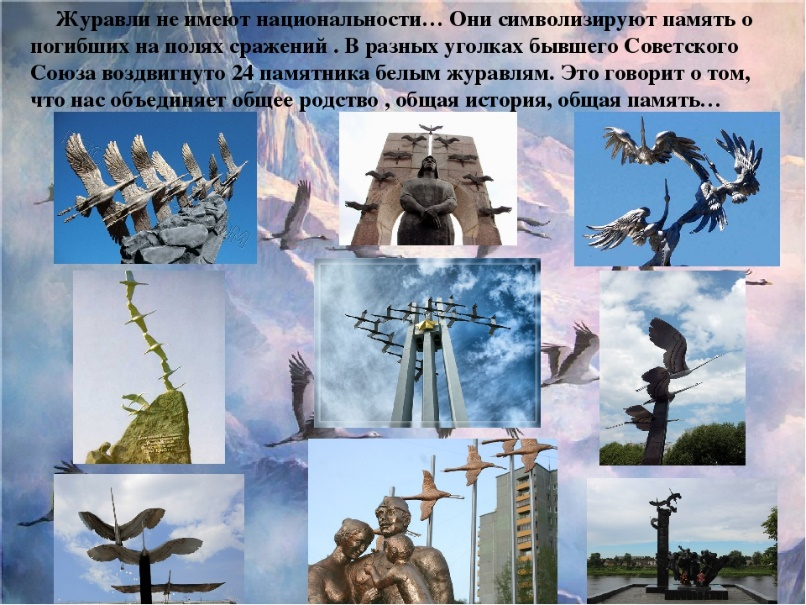 Журавли не имеют национальности… Они символизируют память о
погибших на полях сражений . В разных уголках бывшего Советского
Союза воздвигнуто 24 памятника белым журавлям. Это говорит о том,
что нас объединяет общее родство , общая история, общая память…